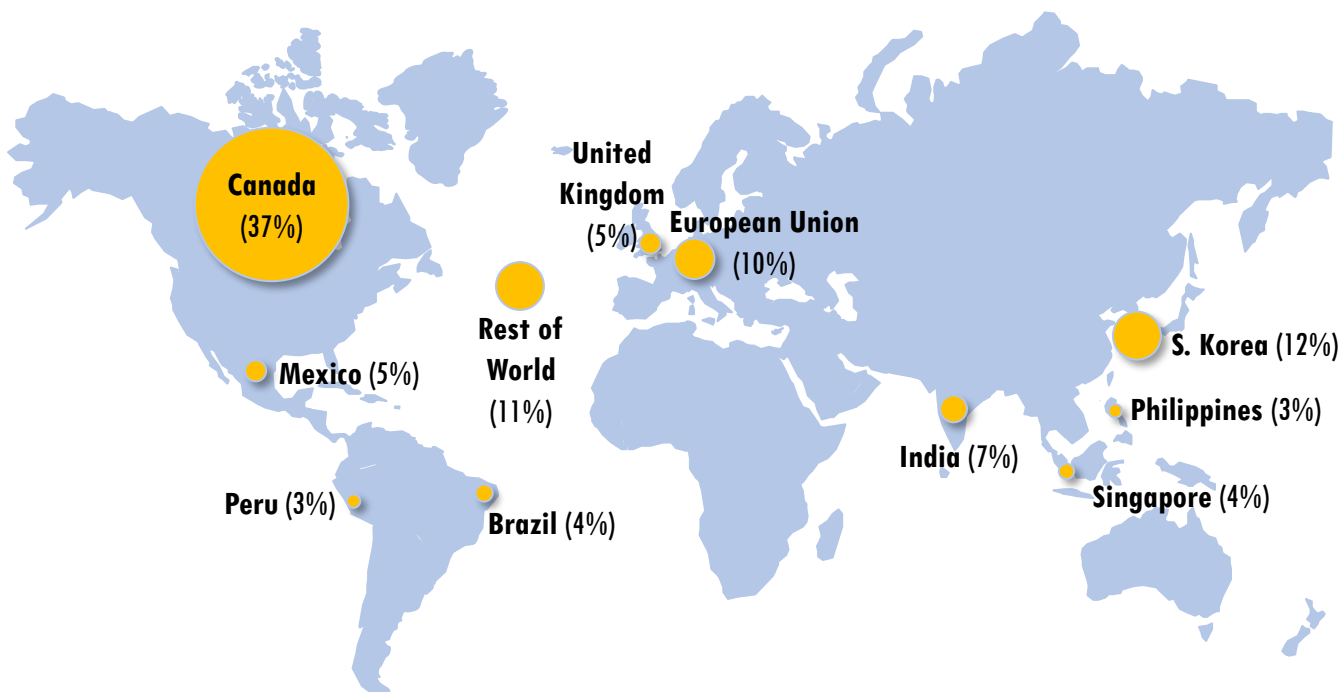 Canada
(37%)
United
Kingdom
(5%)
European Union
(10%)
Rest of
World
(11%)
S. Korea (12%)
Mexico (5%)
Philippines (3%)
India (7%)
Singapore (4%)
Peru (3%)
Brazil (4%)